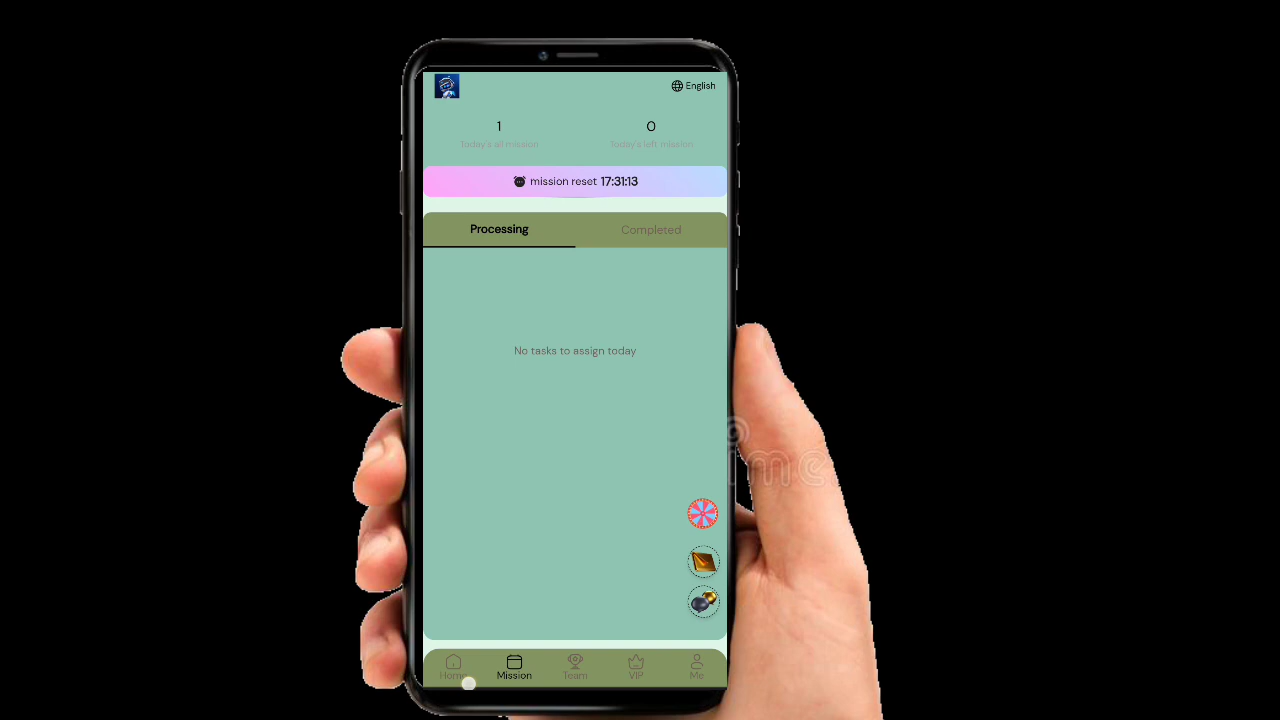 English
1
0
Today's all mission
Today's left mission
mission reset 17:31:13
Processing
Completed
No tasks to assign today
Home
Mission
Team
VIP
Me